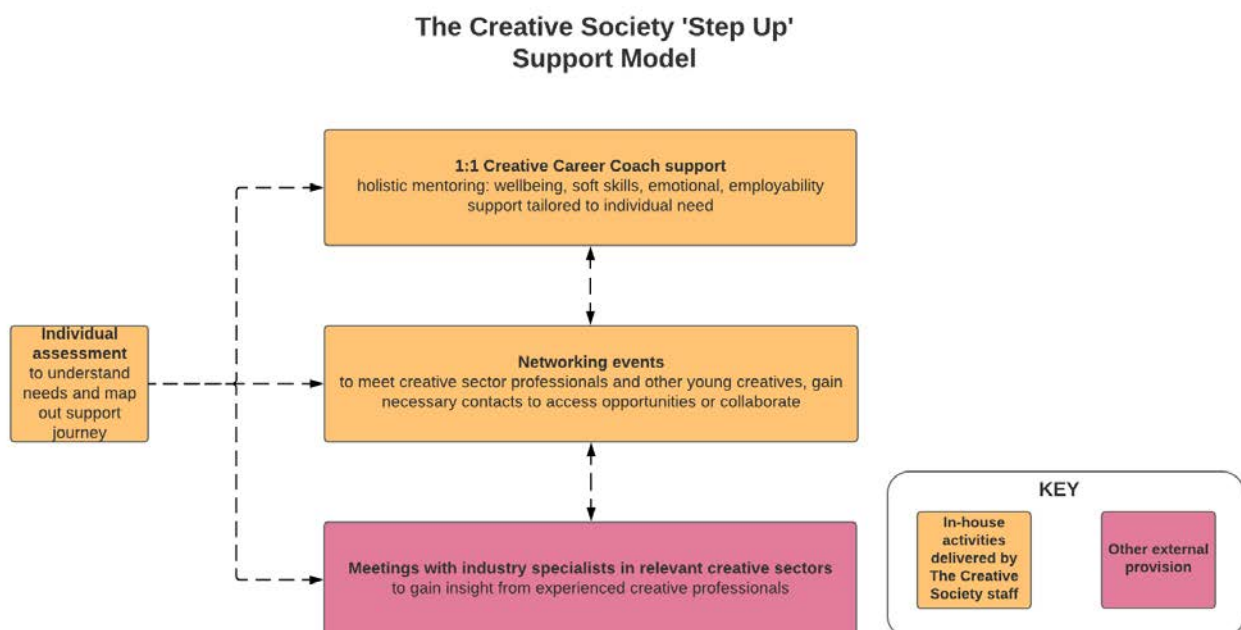 The Creative Society 'Step Up'
Support Model
1:1 Creative Career Coach support
holistic mentoring: wellbeing, soft skills, emotional, employability
support tailored to individual need
Individual
assessment
to understand
needs and map
out support
journey
Networking events
to meet creative sector professionals and other young creatives, gain
necessary contacts to access opportunities or collaborate
Meetings with industry specialists in relevant creative sectors
to gain insight from experienced creative professionals
KEY
In-house
activities
delivered by
The Creative
Society staff
Other external
provision